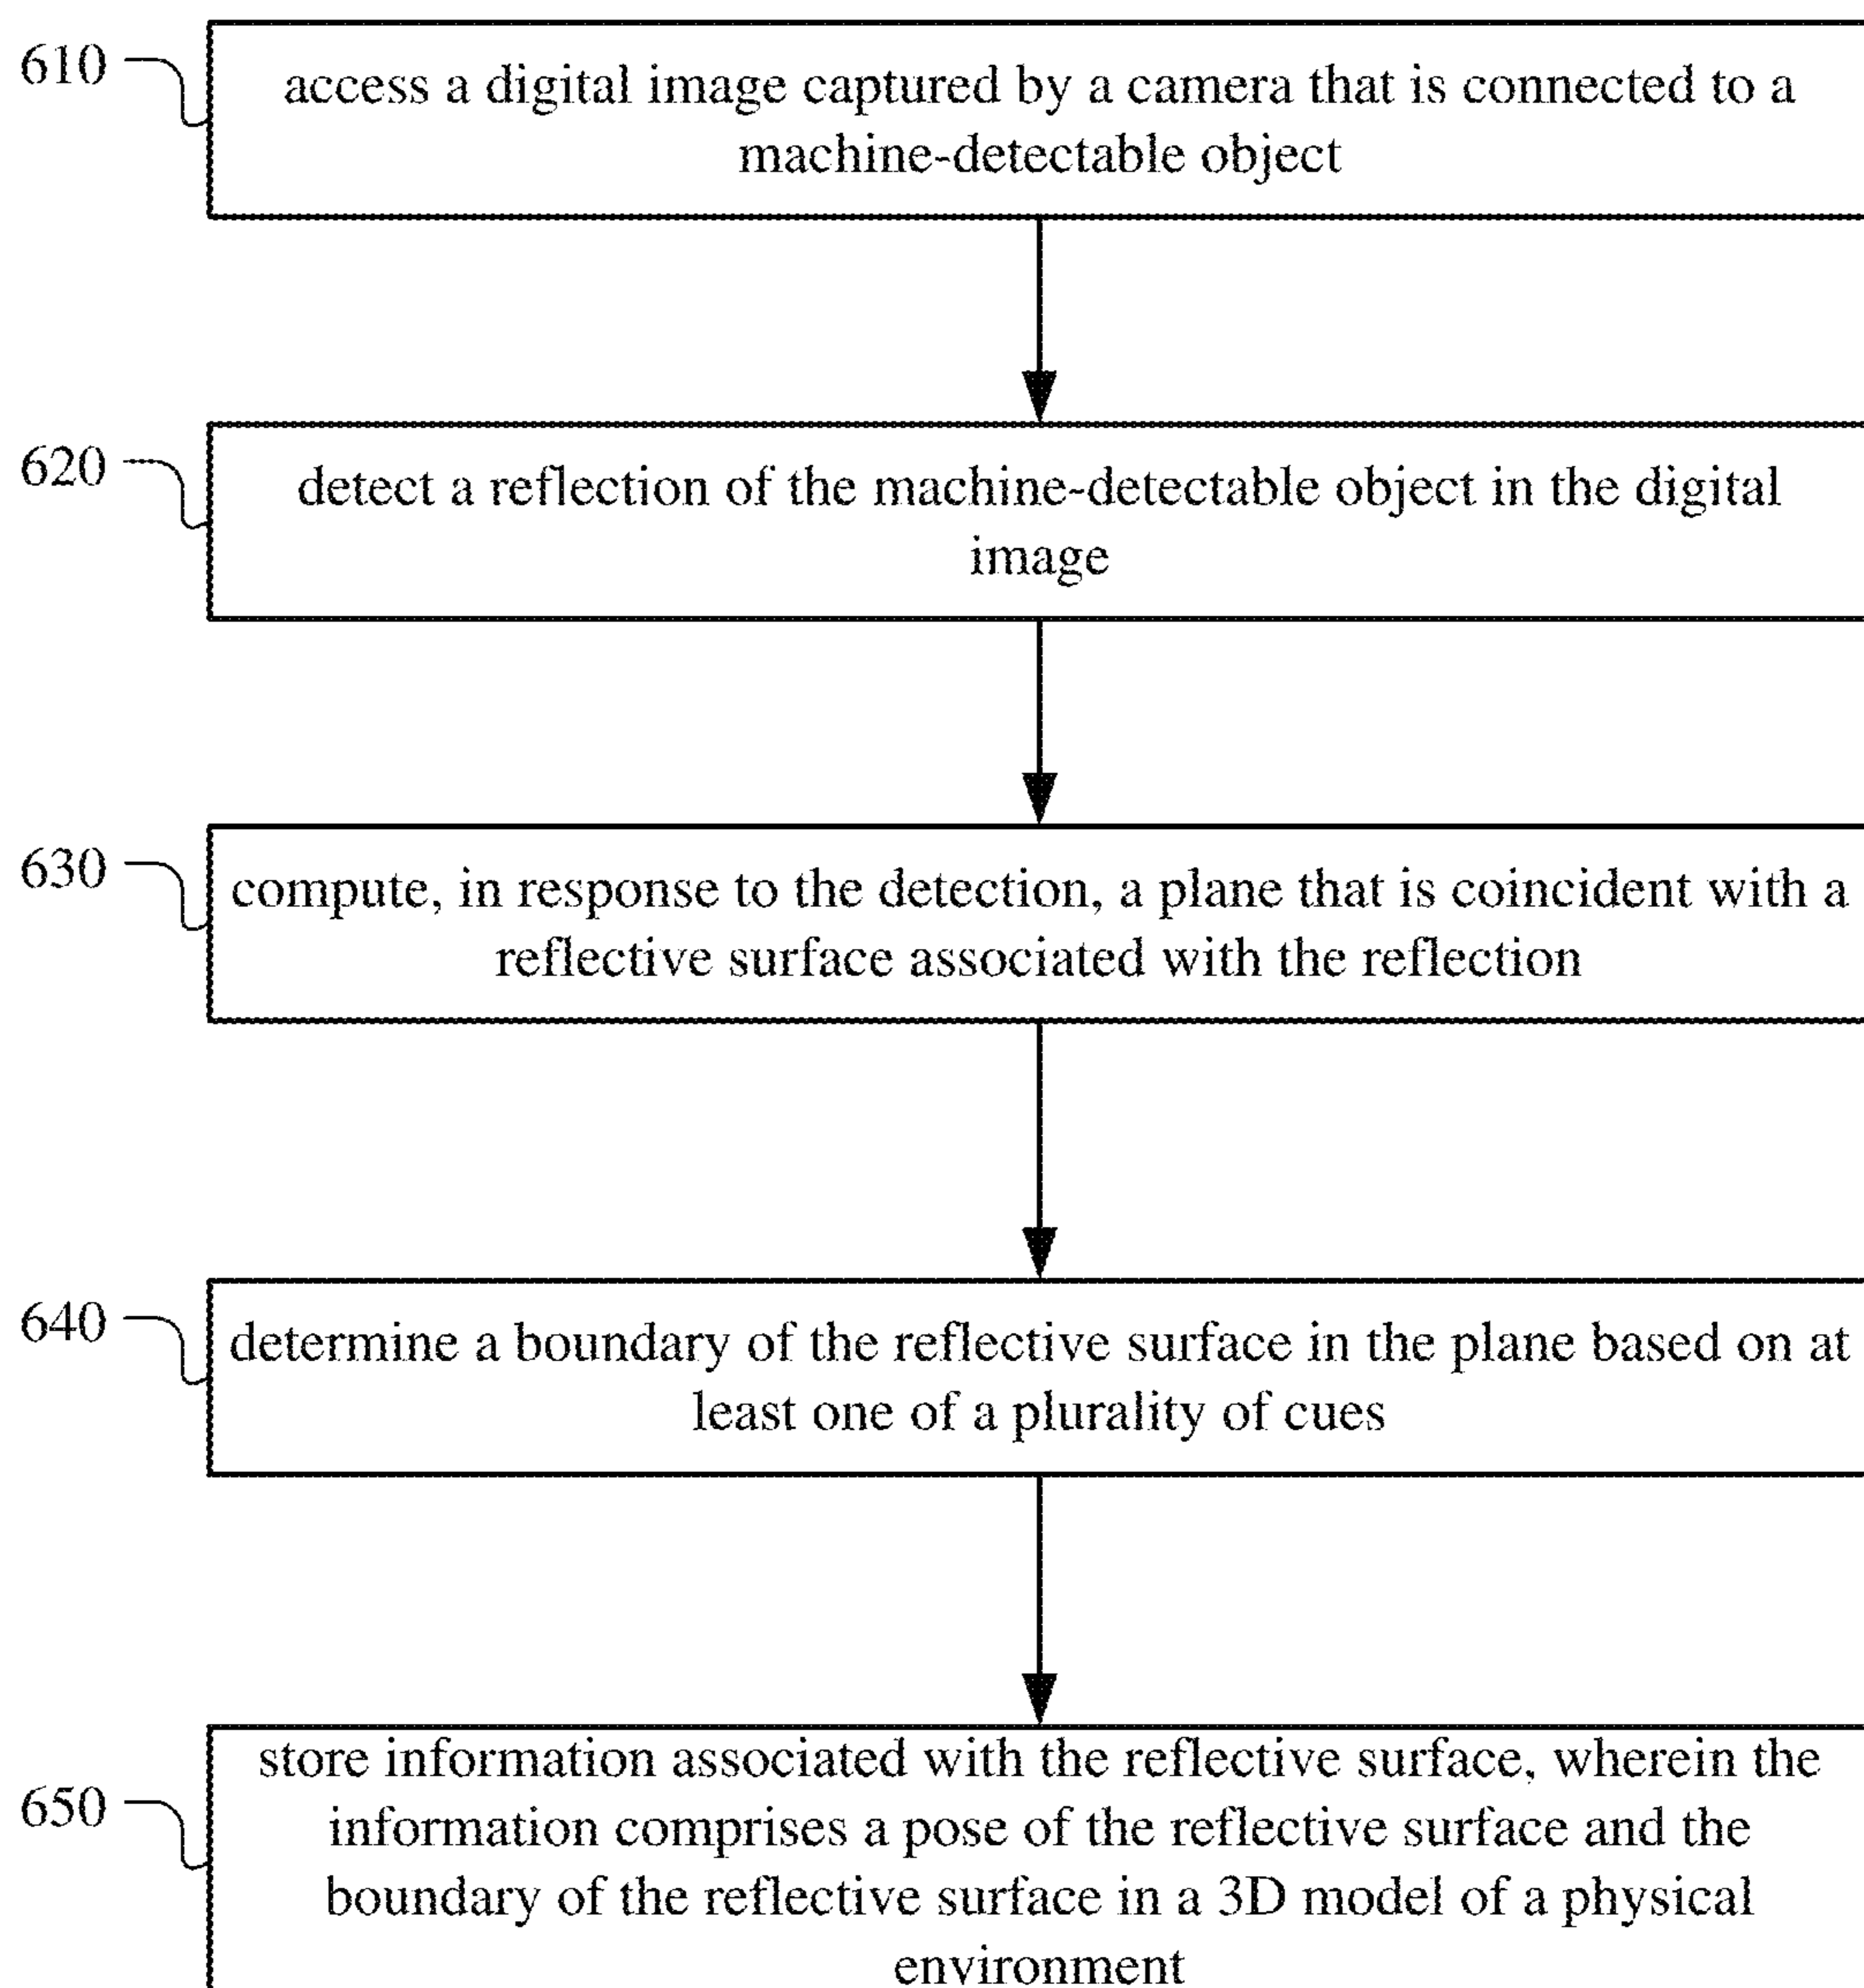 610
access a digital image captured by a camera that is connected to a
machine-detectable object
620
detect a reflection of the machine-detectable object in the digital
image
630
compute, in response to the detection, a plane that is coincident with a
reflective surface associated with the reflection
640
determine a boundary of the reflective surface in the plane based on at
least one of a plurality of cues
650
store information associated with the reflective surface, wherein the
information comprises a pose of the reflective surface and the
boundary of the reflective surface in a 3D model of a physical
environment